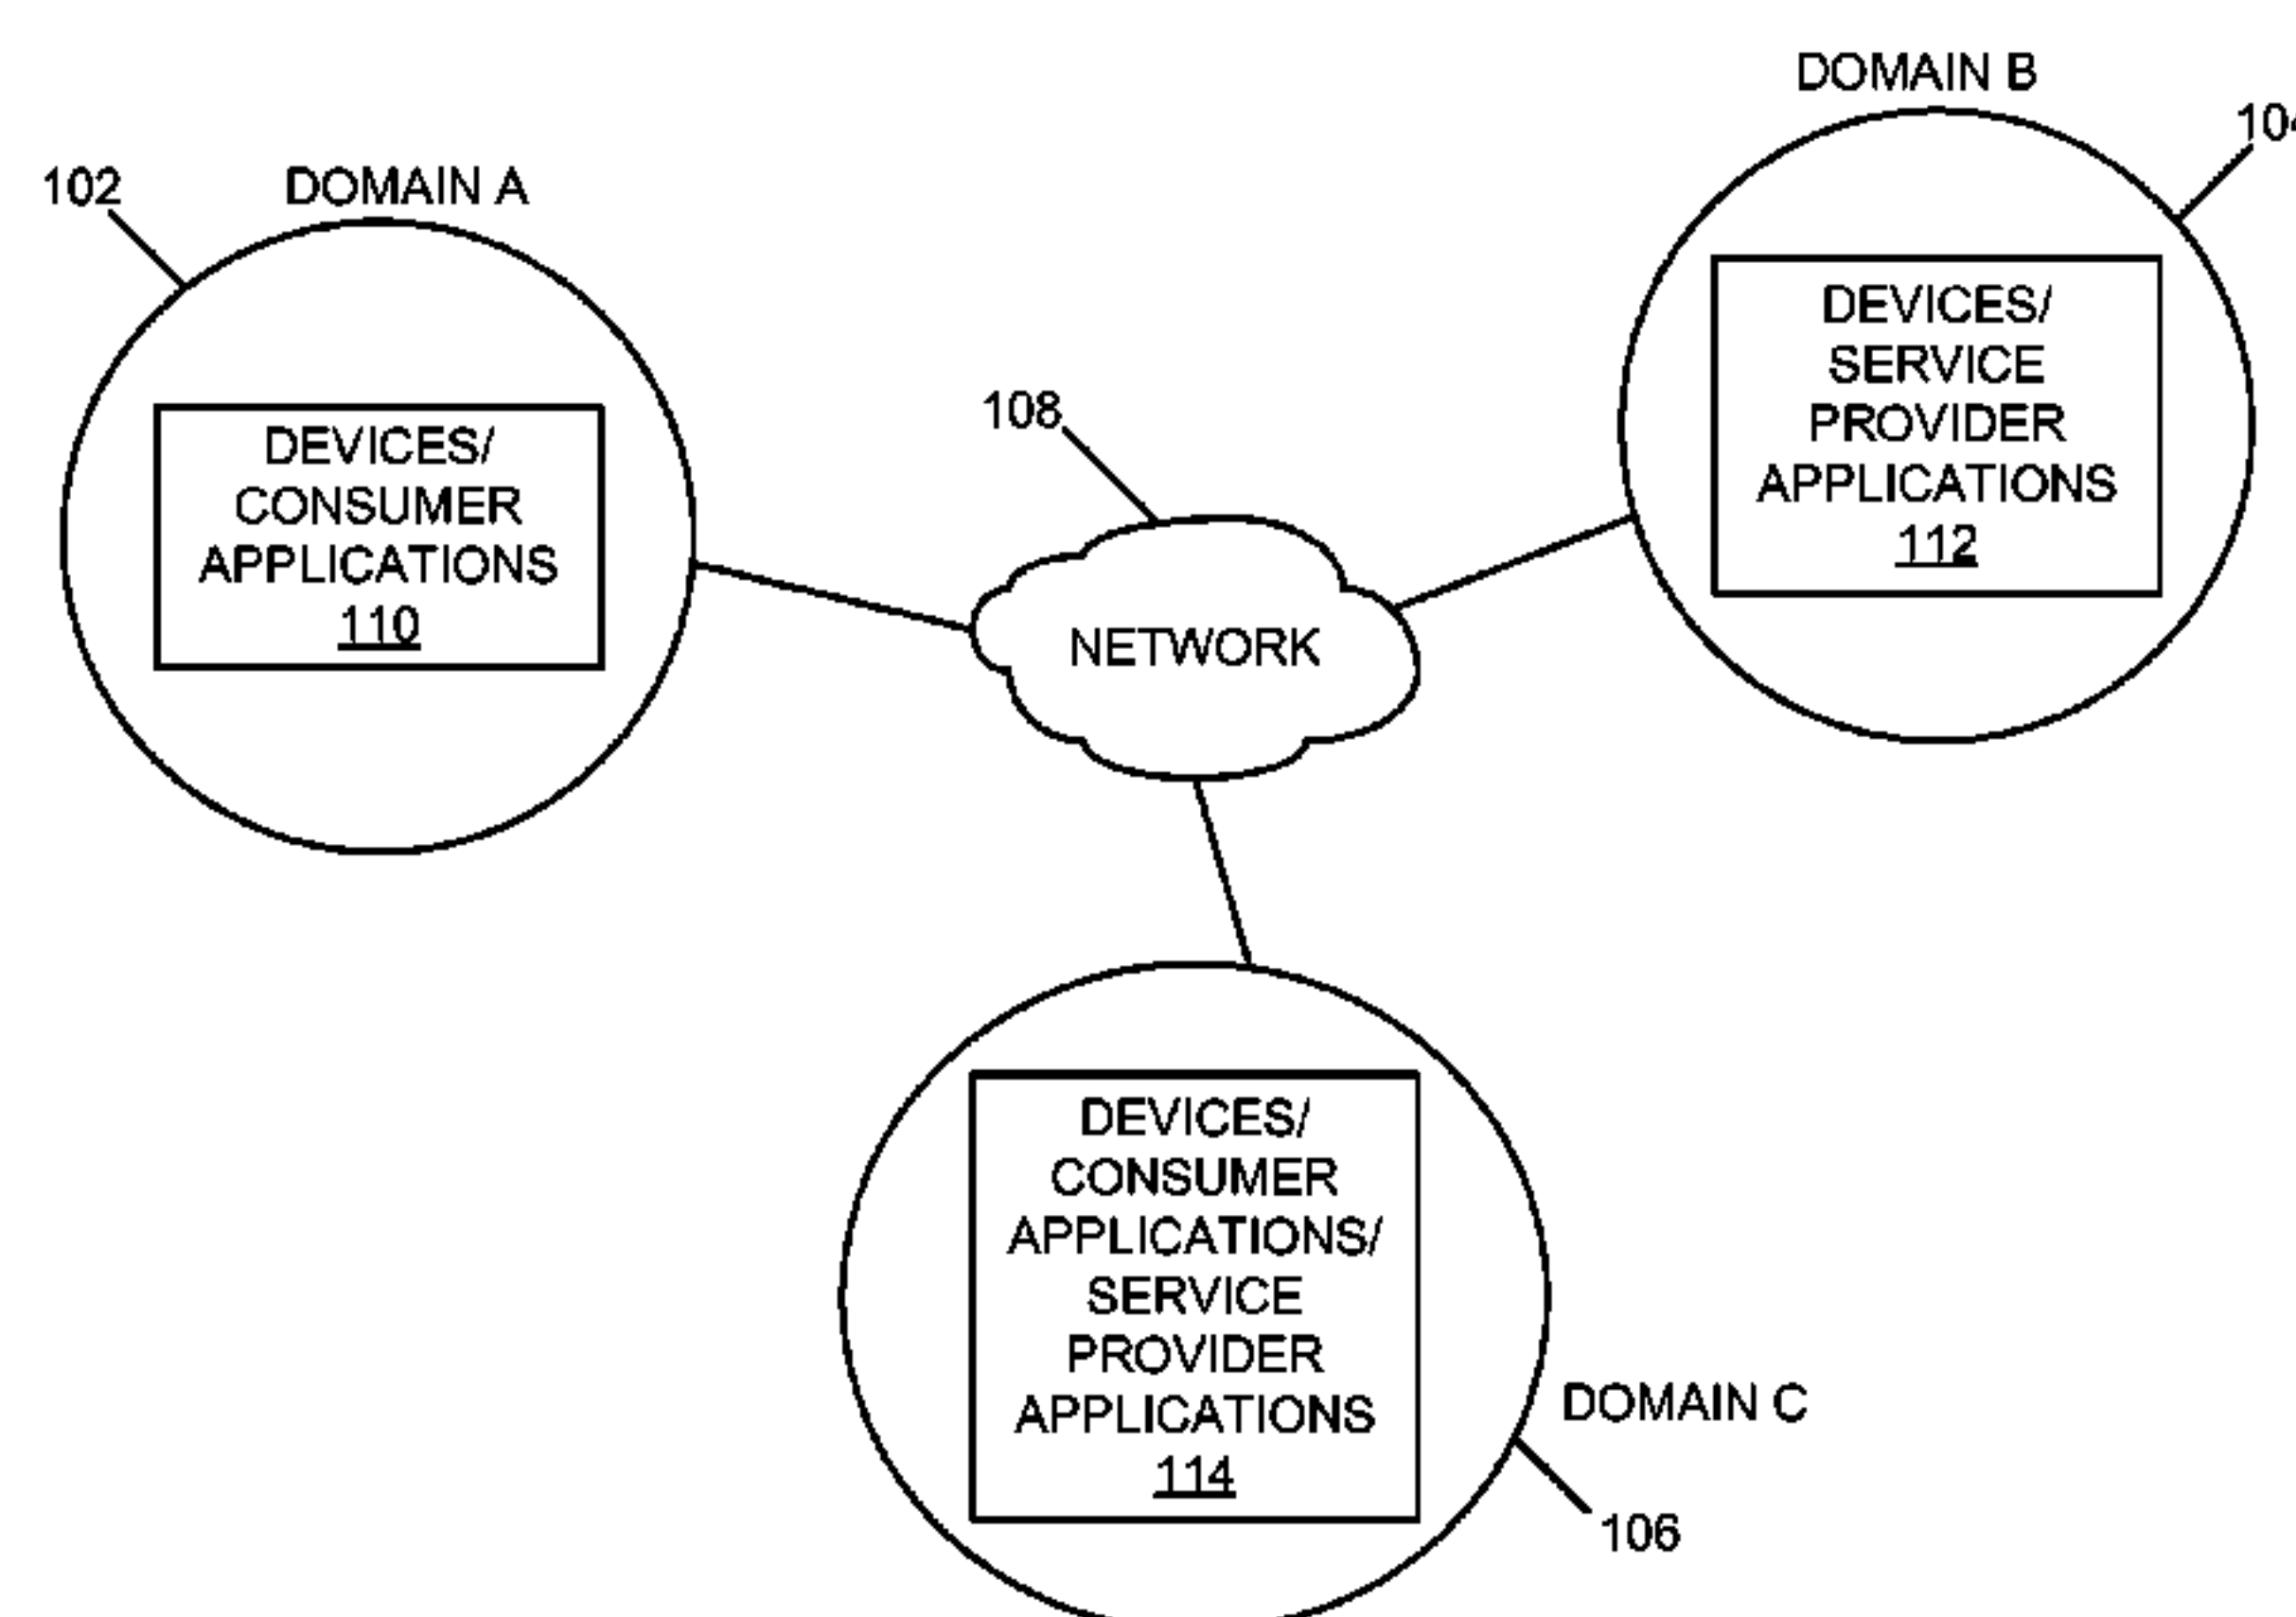 DOMAIN B
102
DOMAIN A
DEVICES/
CONSUMER
APPLICATIONS
110
108
NETWORK
DEVICES/
SERVICE
PROVIDER
APPLICATIONS
112
DEVICES/
CONSUMER
APPLICATIONS/
SERVICE
PROVIDER
APPLICATIONS
114
DOMAIN C
106